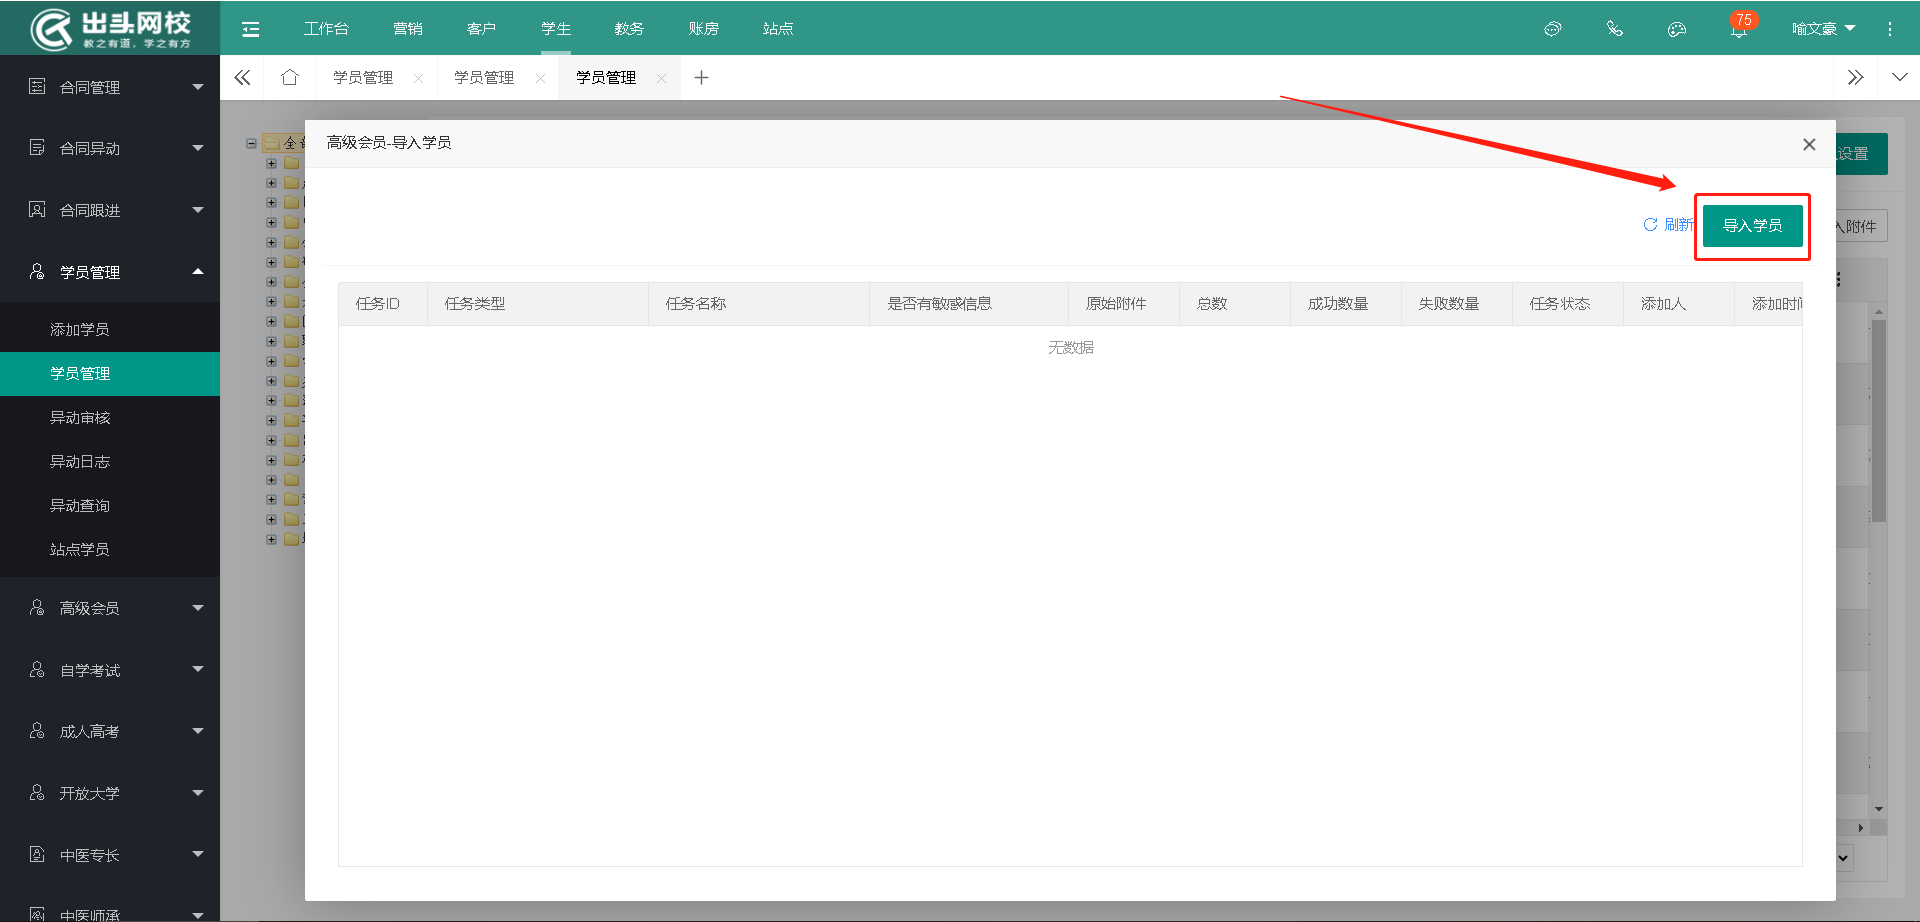 出头网校
教之有道，学之有方
工作台
营销
客户
学生
教务
账房
站点
75
喻文豪
合同管理
合同异动
合同跟进
学员管理
添加学员
学员管理
异动审核
异动日志
异动查询
站点学员
高级会员
自学考试
成人高考
开放大学
中医专长
中医师承
学员管理
学员管理
学员管理
高级会员-导入学员
设置
刷新
导入学员
入附件
任务ID
任务类型
任务名称
是否有敏感信息
原始附件
总数
成功数量
失败数量
任务状态
添加人
添加时间
无数据